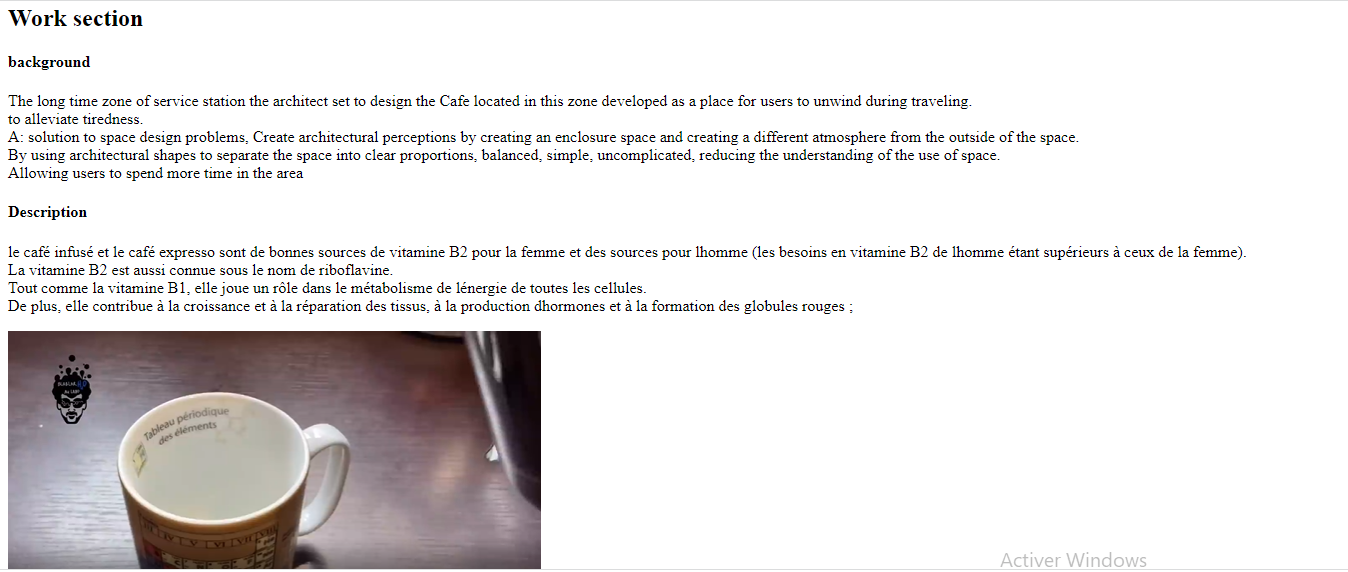 Work section
background
The long time zone of service station the architect set to design the Cafe located in this zone developed as a place for users to unwind during traveling.
to alleviate tiredness.
A: solution to space design problems, Create architectural perceptions by creating an enclosure space and creating a different atmosphere from the outside of the space.
By using architectural shapes to separate the space into clear proportions, balanced, simple, uncomplicated, reducing the understanding of the use of space.
Allowing users to spend more time in the area
Description
le café infusé et le café expresso sont de bonnes sources de vitamine B2 pour la femme et des sources pour lhomme (les besoins en vitamine B2 de lhomme étant supérieurs à ceux de la femme).
La vitamine B2 est aussi connue sous le nom de riboflavine.
Tout comme la vitamine B1, elle joue un rôle dans le métabolisme de lénergie de toutes les cellules.
De plus, elle contribue à la croissance et à la réparation des tissus, à la production dhormones et à la formation des globules rouges ;
Tableau périodique
des éléments
Activer Windows